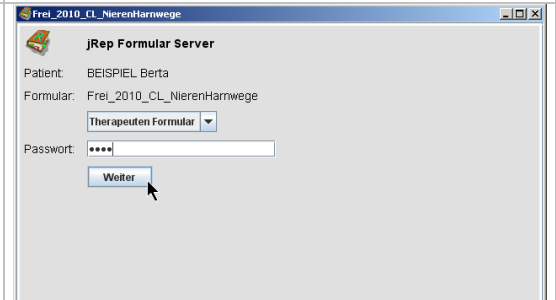 Frei_2010_CL_NierenHarnwege
jRep Formular Server
Patient: BEISPIEL Berta
Formular: Frei_2010_CL_NierenHarnwege
Therapeuten Formular
Passwort: ••••
Weiter